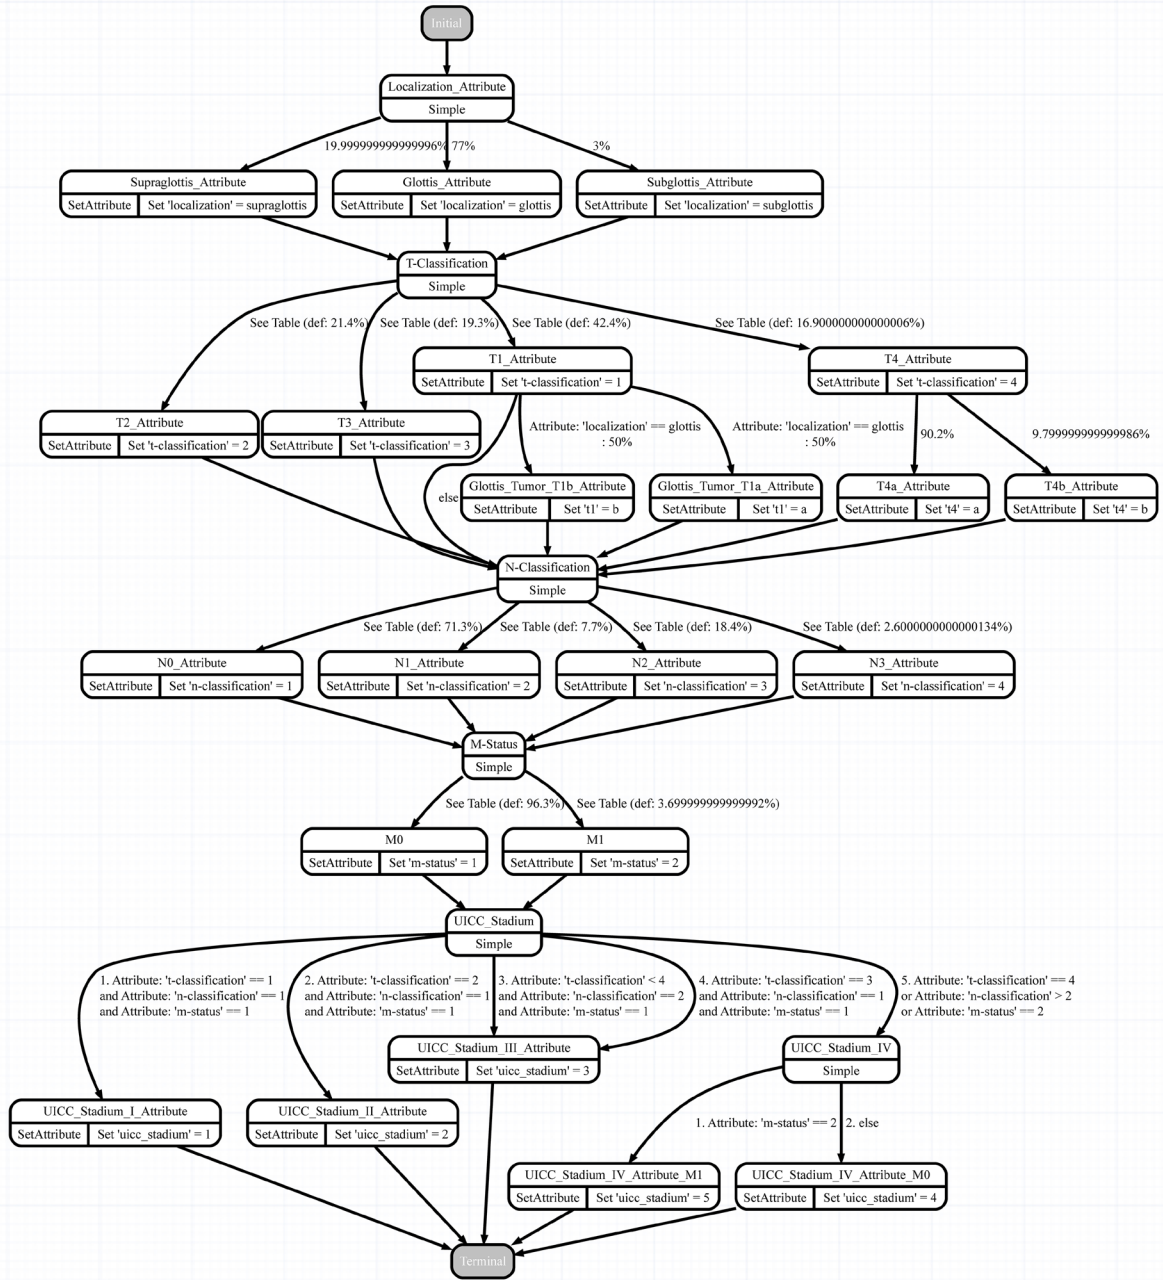 Initial
Localization_Attribute
Simple
19.999999999999996%
77%
3%
Supraglottis_Attribute
SetAttribute
Set 'localization' = supraglottis
Glottis_Attribute
SetAttribute
Set 'localization' = glottis
Subglottis_Attribute
SetAttribute
Set 'localization' = subglottis
T-Classification
Simple
See Table (def: 21.4%)
See Table (def: 19.3%)
See Table (def: 42.4%)
See Table (def: 16.900000000000006%)
T1_Attribute
SetAttribute
Set 't-classification' = 1
T4_Attribute
SetAttribute
Set 't-classification' = 4
T2_Attribute
SetAttribute
Set 't-classification' = 2
T3_Attribute
SetAttribute
Set 't-classification' = 3
Attribute: 'localization' == glottis
: 50%
Attribute: 'localization' == glottis
: 50%
90.2%
9.799999999999986%
else
Glottis_Tumor_T1b_Attribute
SetAttribute
Set 't1' = b
Glottis_Tumor_T1a_Attribute
SetAttribute
Set 't1' = a
T4a_Attribute
SetAttribute
Set 't4' = a
T4b_Attribute
SetAttribute
Set 't4' = b
N-Classification
Simple
See Table (def: 71.3%)
See Table (def: 7.7%)
See Table (def: 18.4%)
See Table (def: 2.6000000000000134%)
N0_Attribute
SetAttribute
Set 'n-classification' = 1
N1_Attribute
SetAttribute
Set 'n-classification' = 2
N2_Attribute
SetAttribute
Set 'n-classification' = 3
N3_Attribute
SetAttribute
Set 'n-classification' = 4
M-Status
Simple
See Table (def: 96.3%)
See Table (def: 3.699999999999992%)
M0
SetAttribute
Set 'm-status' = 1
M1
SetAttribute
Set 'm-status' = 2
UICC_Stadium
Simple
1. Attribute: 't-classification' == 1
and Attribute: 'n-classification' == 1
and Attribute: 'm-status' == 1
2. Attribute: 't-classification' == 2
and Attribute: 'n-classification' == 1
and Attribute: 'm-status' == 1
3. Attribute: 't-classification' < 4
and Attribute: 'n-classification' == 2
and Attribute: 'm-status' == 1
4. Attribute: 't-classification' == 3
and Attribute: 'n-classification' == 1
and Attribute: 'm-status' == 1
5. Attribute: 't-classification' == 4
or Attribute: 'n-classification' > 2
or Attribute: 'm-status' == 2
UICC_Stadium_III_Attribute
SetAttribute
Set 'uicc_stadium' = 3
UICC_Stadium_IV
Simple
UICC_Stadium_I_Attribute
SetAttribute
Set 'uicc_stadium' = 1
UICC_Stadium_II_Attribute
SetAttribute
Set 'uicc_stadium' = 2
1. Attribute: 'm-status' == 2
2. else
UICC_Stadium_IV_Attribute_M1
SetAttribute
Set 'uicc_stadium' = 5
UICC_Stadium_IV_Attribute_M0
SetAttribute
Set 'uicc_stadium' = 4
Terminal